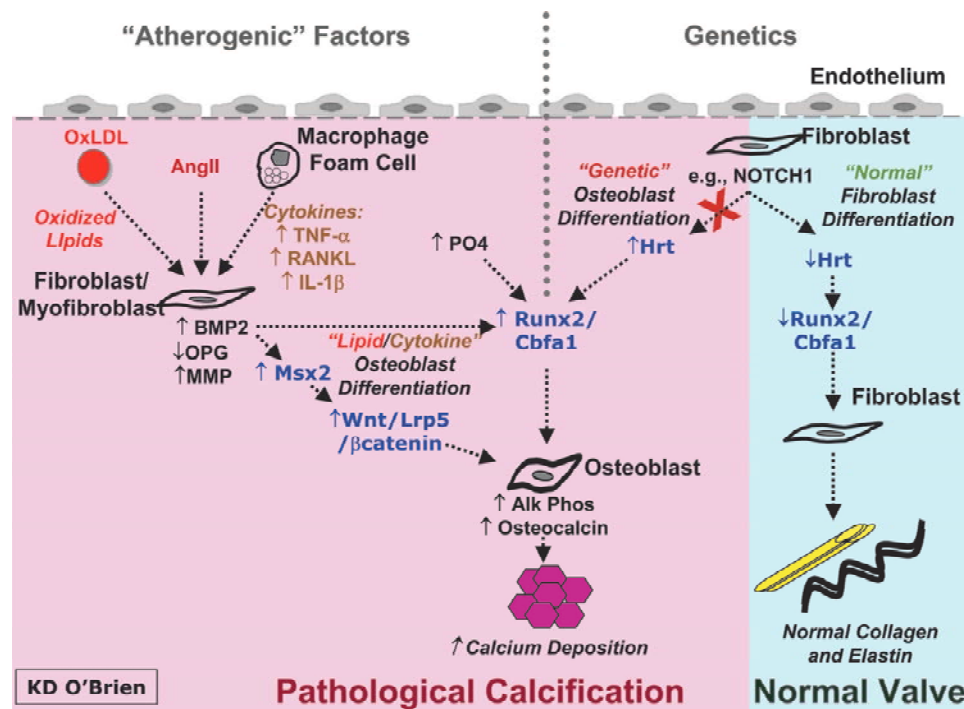 “Atherogenic” Factors
Genetics
Endothelium
OxLDL
AngII
Macrophage
Foam Cell
Oxidized
LIpids
Cytokines:
↑ TNF-α
↑ RANKL
↑ IL-1β
Fibroblast/
Myofibroblast
↑ BMP2
↓OPG
↑MMP
↑ Msx2
“Lipid/Cytokine”
Osteoblast
Differentiation
↑Wnt/Lrp5
/βcatenin
↑ PO4
↑ Runx2/
Cbfa1
“Genetic”
Osteoblast
Differentiation
↑Hrt
Fibroblast
e.g., NOTCH1
“Normal”
Fibroblast
Differentiation
↓Hrt
↓Runx2/
Cbfa1
Fibroblast
Osteoblast
↑ Alk Phos
↑ Osteocalcin
↑ Calcium Deposition
Normal Collagen
and Elastin
KD O’Brien
Pathological Calcification
Normal Valve